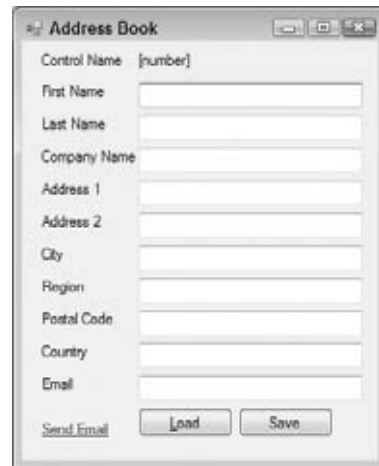 Address Book
Control Name [number]
First Name
Last Name
Company Name
Address 1
Address 2
City
Region
Postal Code
Country
Email
Send Email Load Save